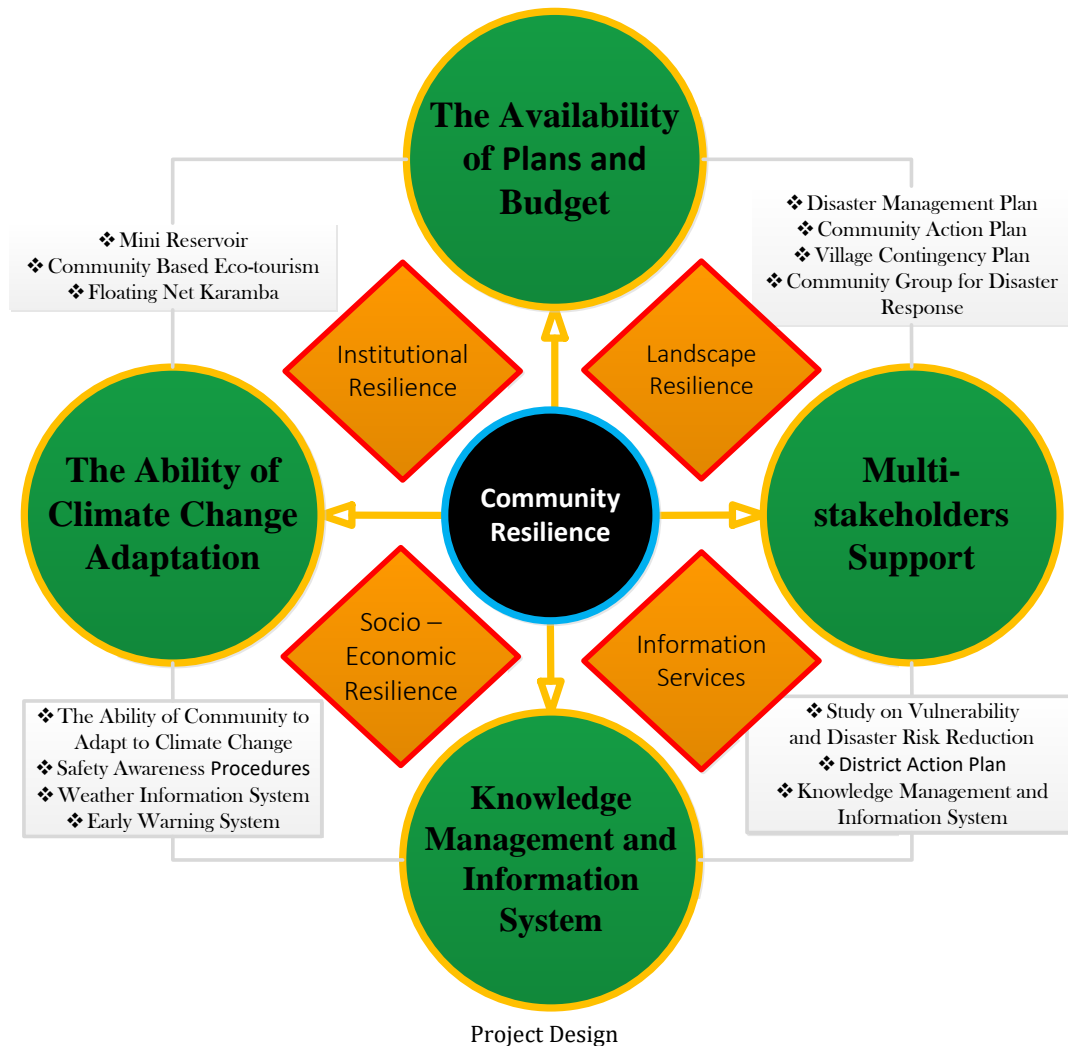 The Availability
of Plans and
Budget
❖ Mini Reservoir
❖ Community Based Eco-tourism
❖ Floating Net Karamba
❖ Disaster Management Plan
❖ Community Action Plan
❖ Village Contingency Plan
❖ Community Group for Disaster
Response
Institutional
Resilience
Landscape
Resilience
The Ability of
Climate Change
Adaptation
Community
Resilience
Multi-
stakeholders
Support
Socio –
Economic
Resilience
Information
Services
❖ The Ability of Community to
Adapt to Climate Change
❖ Safety Awareness Procedures
❖ Weather Information System
❖ Early Warning System
Knowledge
Management and
Information
System
❖ Study on Vulnerability
and Disaster Risk Reduction
❖ District Action Plan
❖ Knowledge Management and
Information System
Project Design